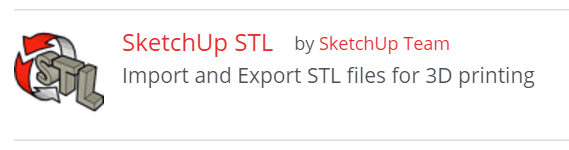 SketchUp STL by SketchUp Team
Import and Export STL files for 3D printing
STL